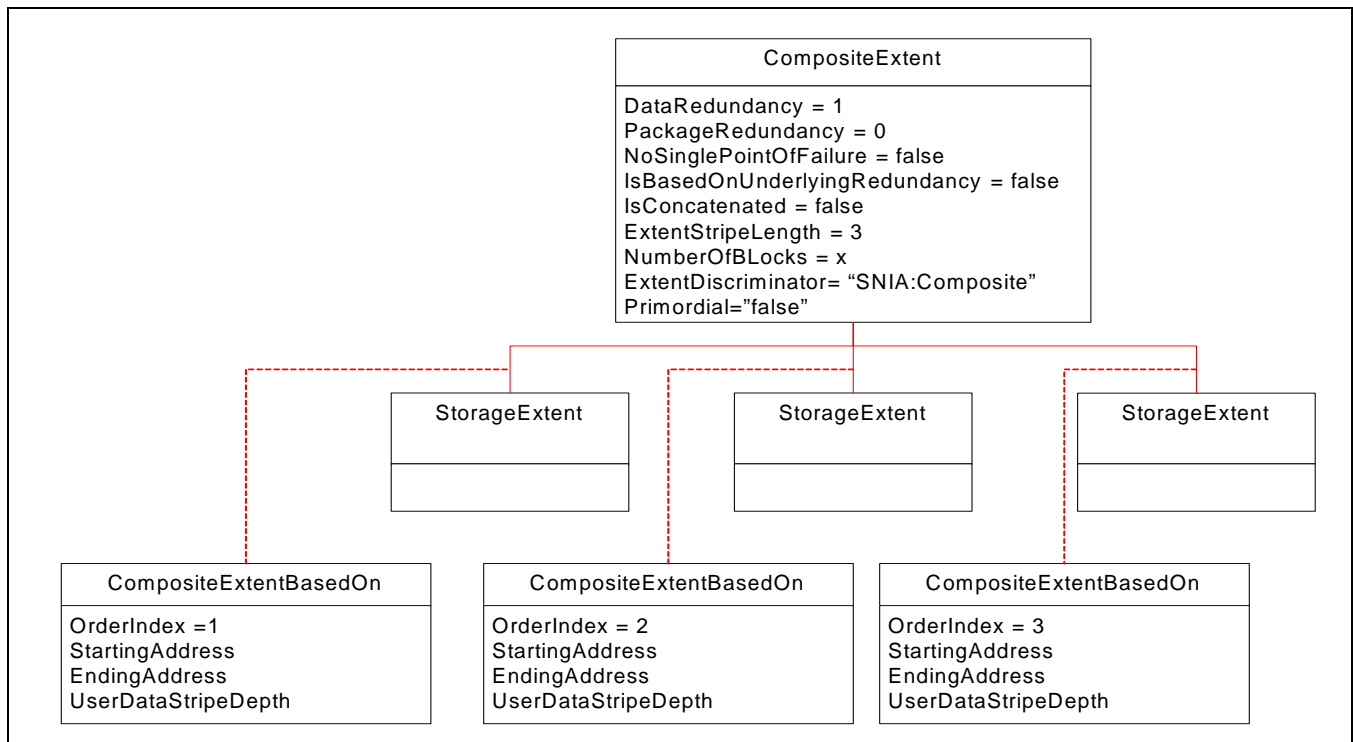 CompositeExtent
DataRedundancy = 1
PackageRedundancy = 0
NoSinglePointOfFailure = false
IsBasedOnUnderlyingRedundancy = false
IsConcatenated = false
ExtentStripeLength = 3
NumberOfBLocks = x
ExtentDiscriminator= “SNIA:Composite”
Primordial=”false”
StorageExtent
StorageExtent
StorageExtent
CompositeExtentBasedOn
OrderIndex =1
StartingAddress
EndingAddress
UserDataStripeDepth
CompositeExtentBasedOn
OrderIndex = 2
StartingAddress
EndingAddress
UserDataStripeDepth
CompositeExtentBasedOn
OrderIndex = 3
StartingAddress
EndingAddress
UserDataStripeDepth